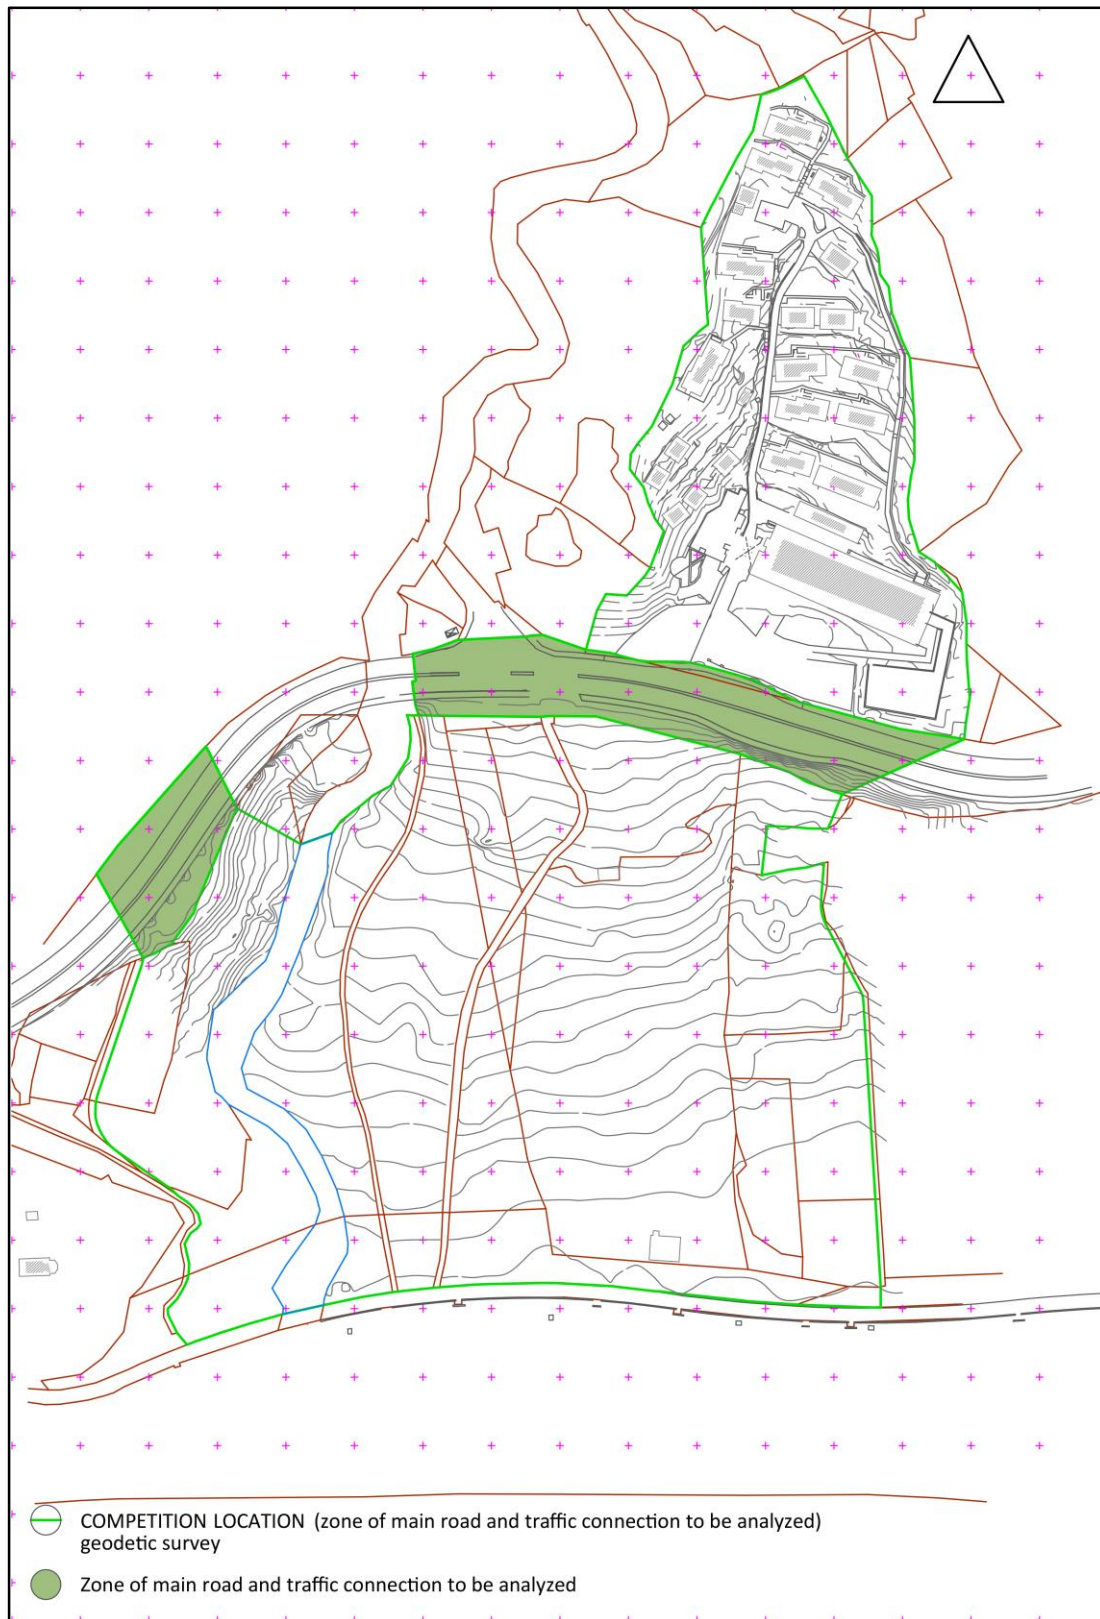 COMPETITION LOCATION (zone of main road and traffic connection to be analyzed)
geodetic survey
Zone of main road and traffic connection to be analyzed